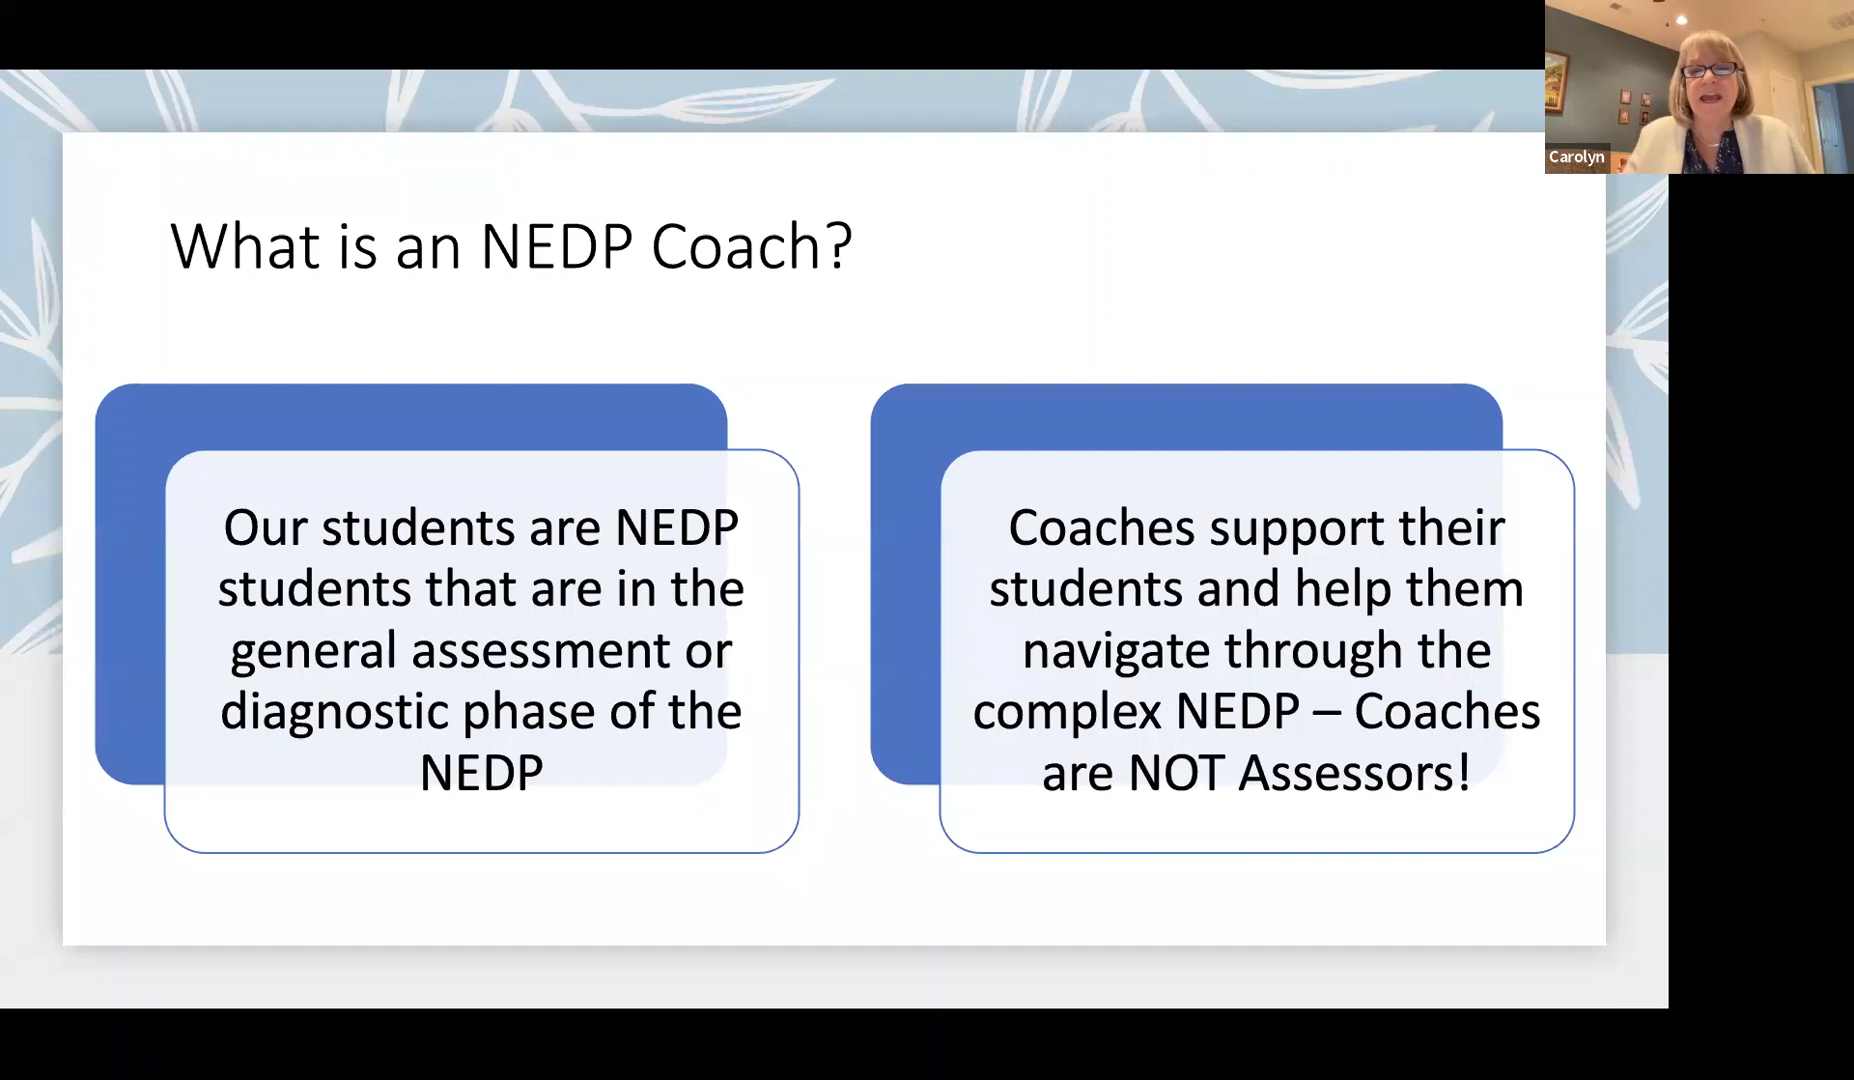 Carolyn
What is an NEDP Coach?
Our students are NEDP
students that are in the
general assessment or
diagnostic phase of the
NEDP
Coaches support their
students and help them
navigate through the
complex NEDP – Coaches
are NOT Assessors!